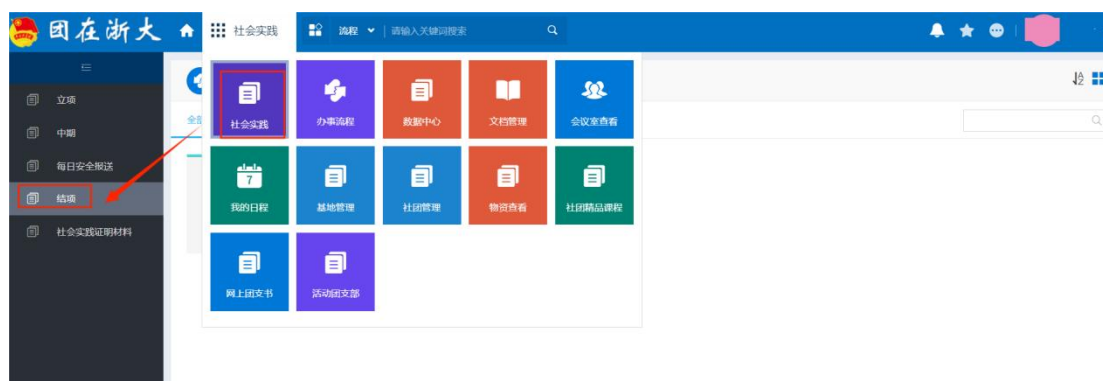 团在浙大
社会实践
流程
请输入关键词搜索
立项
中期
每日安全报送
结项
社会实践证明材料
社会实践
办事流程
数据中心
文档管理
会议室查看
7
我的日程
基地管理
社团管理
物资查看
社团精品课程
网上团支书
活动团支部